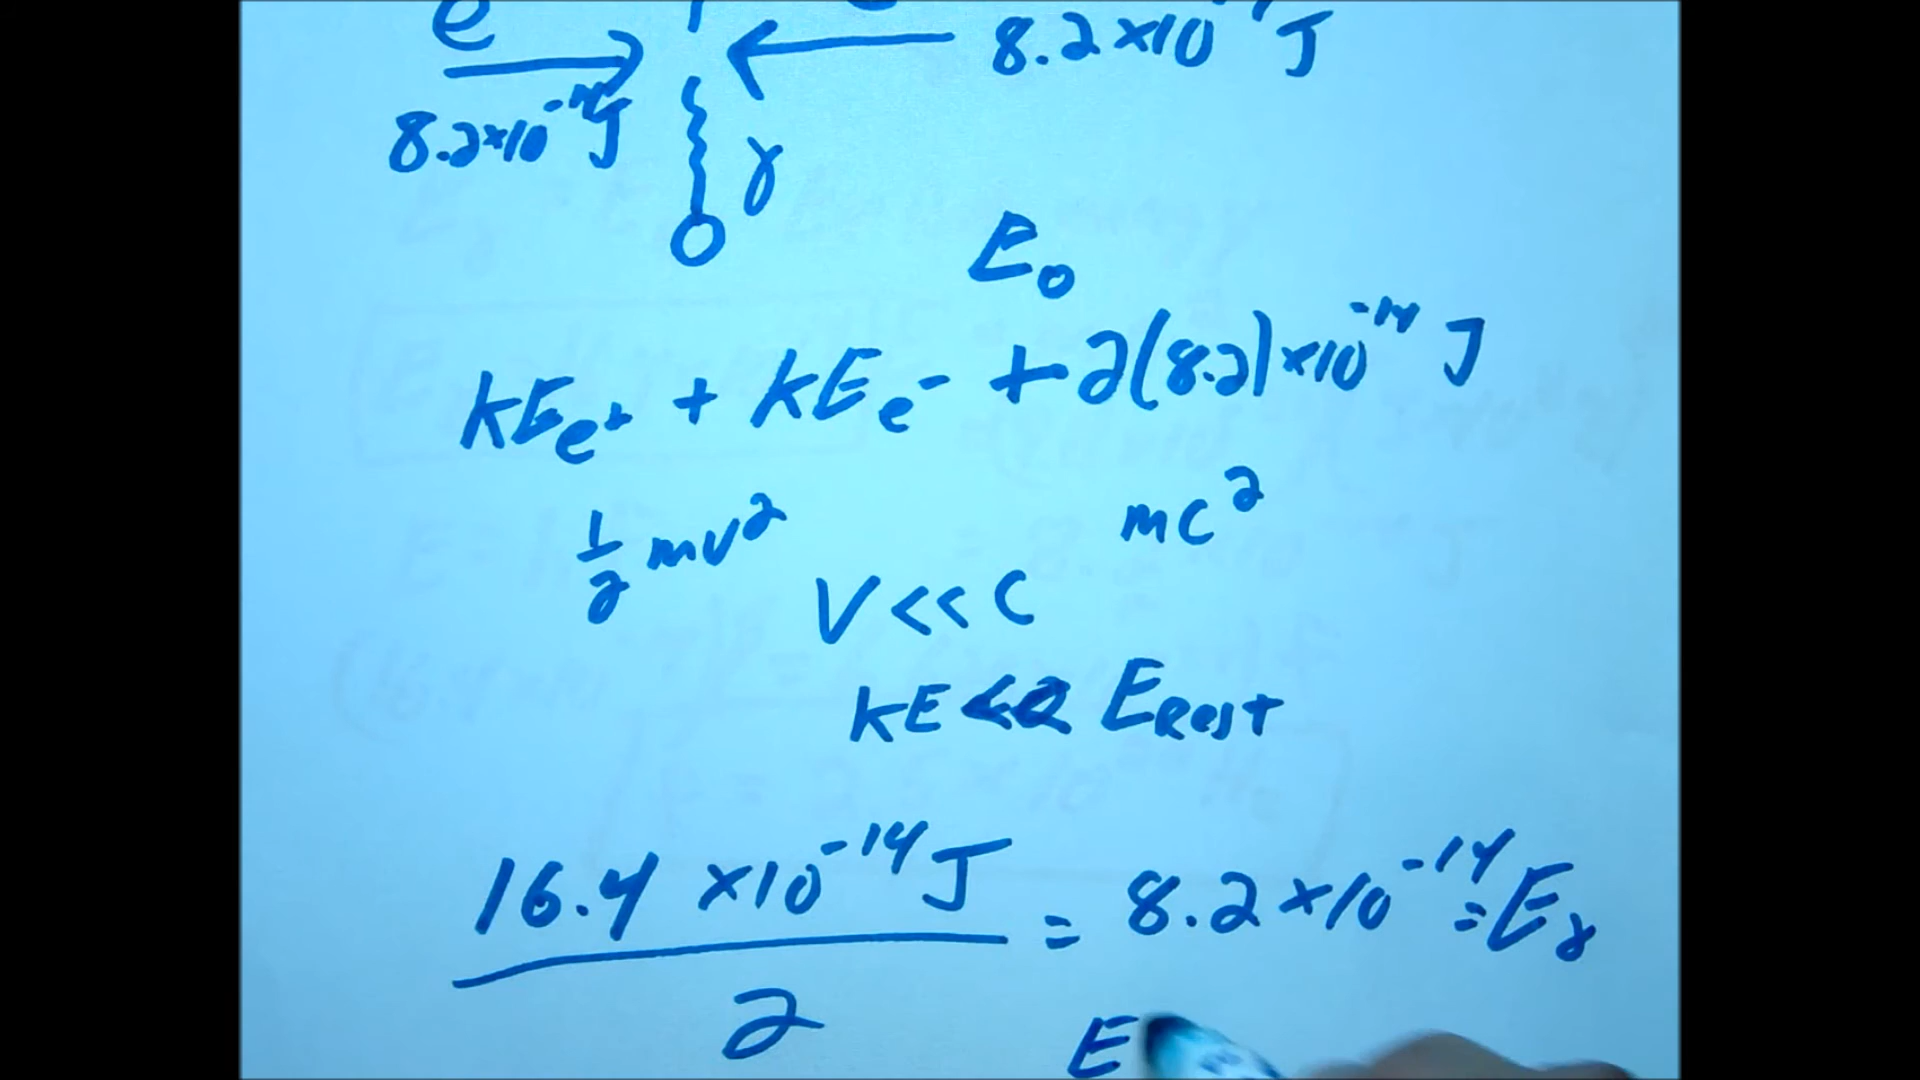 e 8.2×10 J
8.2×10⁻¹⁴ J γ
E₀
KEe⁺ + KEe⁻ + 2(8.2)×10⁻¹⁴ J
½mv² mc²
V << C
KE << ERest
16.4 ×10⁻¹⁴ J / 2 = 8.2×10⁻¹⁴ = Eγ
E